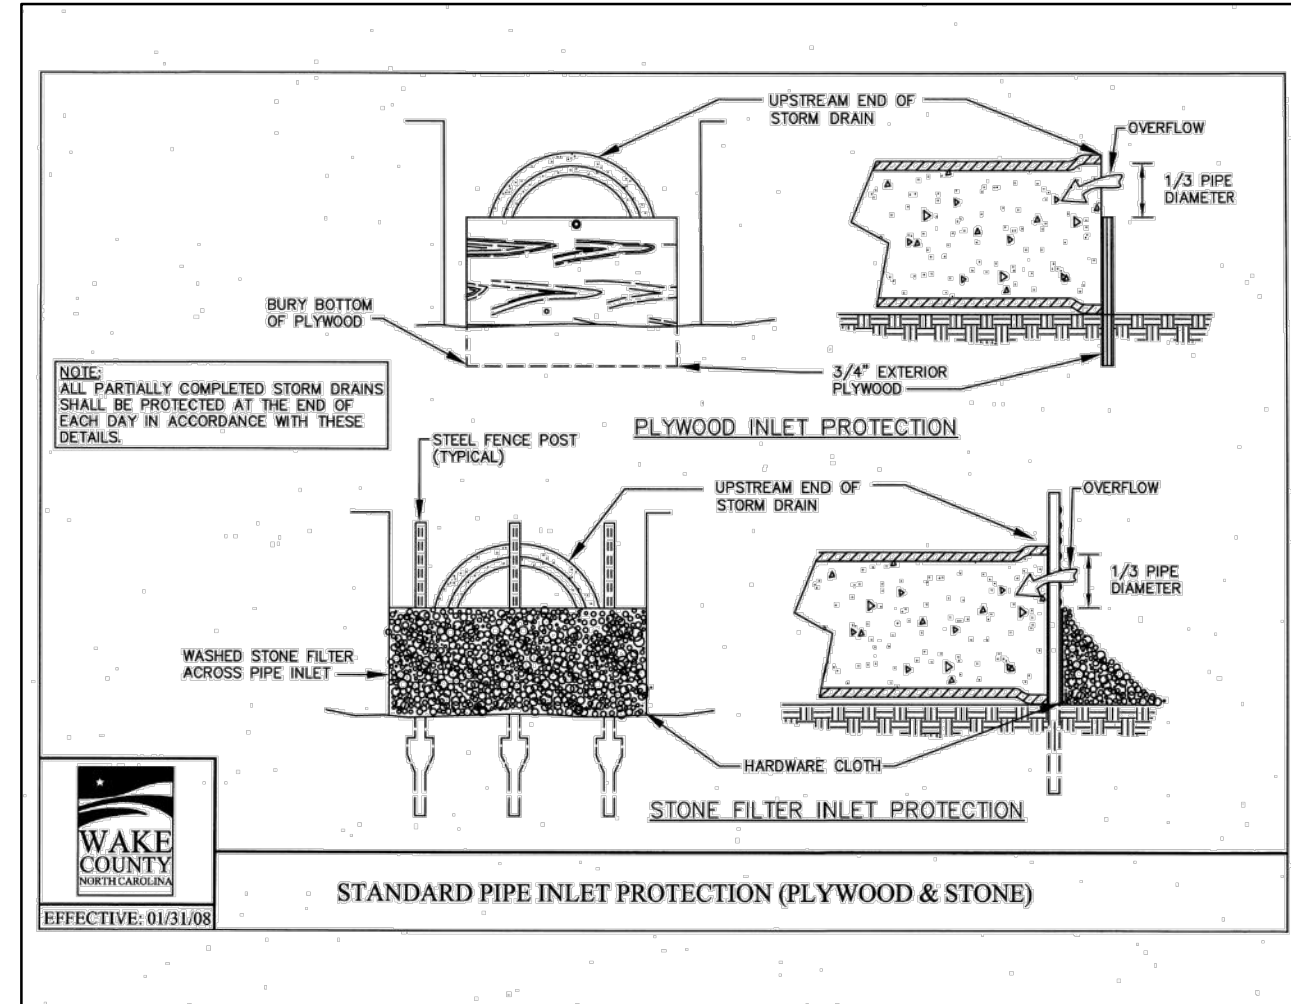 UPSTREAM END OF
STORM DRAIN
OVERFLOW
1/3 PIPE
DIAMETER
BURY BOTTOM
OF PLYWOOD
3/4" EXTERIOR
PLYWOOD
NOTE:
ALL PARTIALLY COMPLETED STORM DRAINS
SHALL BE PROTECTED AT THE END OF
EACH DAY IN ACCORDANCE WITH THESE
DETAILS.
PLYWOOD INLET PROTECTION
STEEL FENCE POST
(TYPICAL)
UPSTREAM END OF
STORM DRAIN
OVERFLOW
1/3 PIPE
DIAMETER
WASHED STONE FILTER
ACROSS PIPE INLET
HARDWARE CLOTH
STONE FILTER INLET PROTECTION
WAKE
COUNTY
NORTH CAROLINA
EFFECTIVE: 01/31/08
STANDARD PIPE INLET PROTECTION (PLYWOOD & STONE)